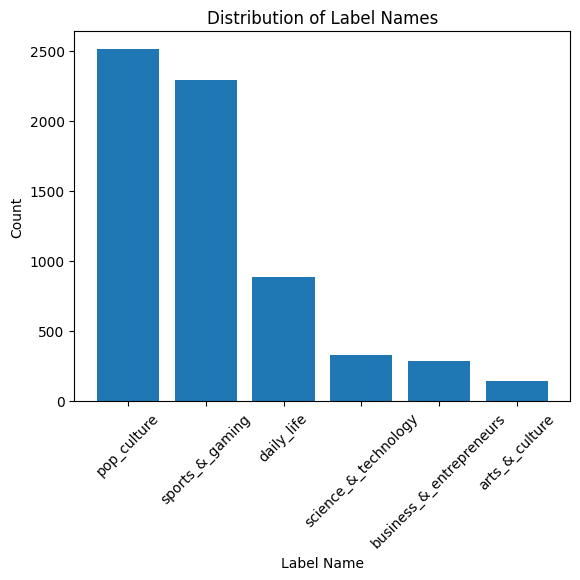 Distribution of Label Names
Count
2500
2000
1500
1000
500
0
pop_culture
sports_&_gaming
daily_life
science_&_technology
business_&_entrepreneurs
arts_&_culture
Label Name